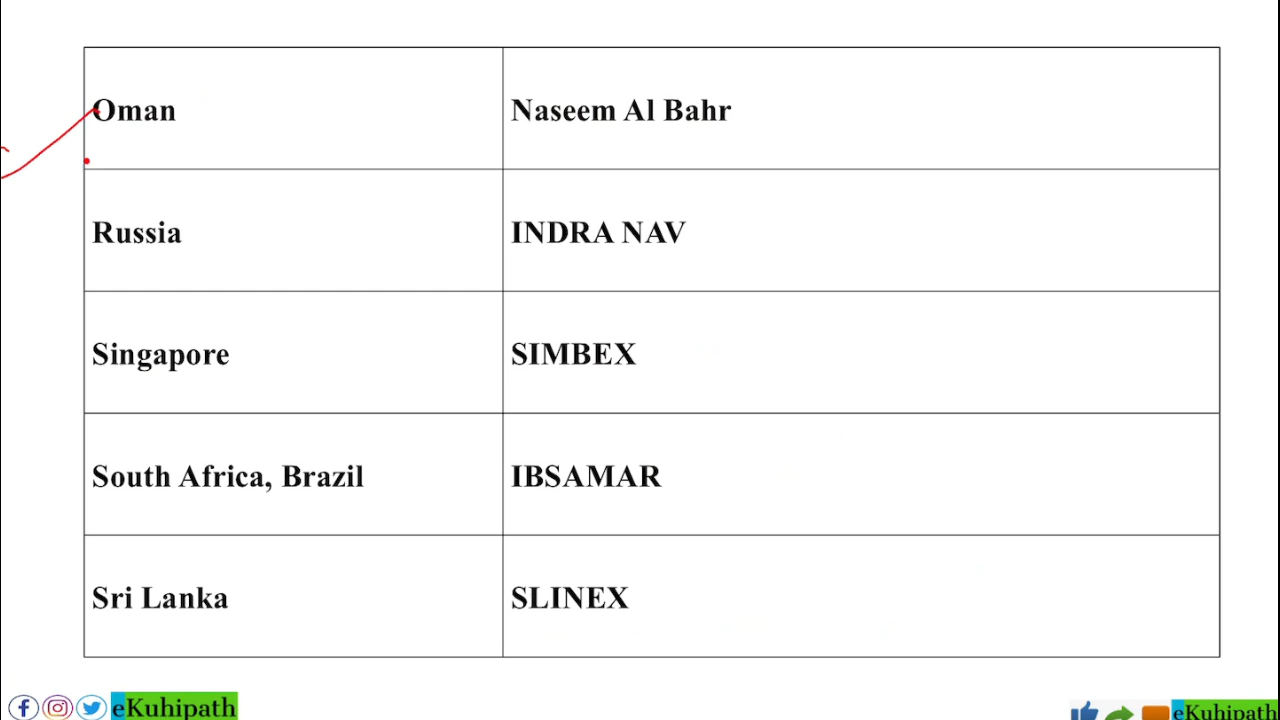 Oman Naseem Al Bahr
Russia INDRA NAV
Singapore SIMBEX
South Africa, Brazil IBSAMAR
Sri Lanka SLINEX
eKuhipath eKuhipath